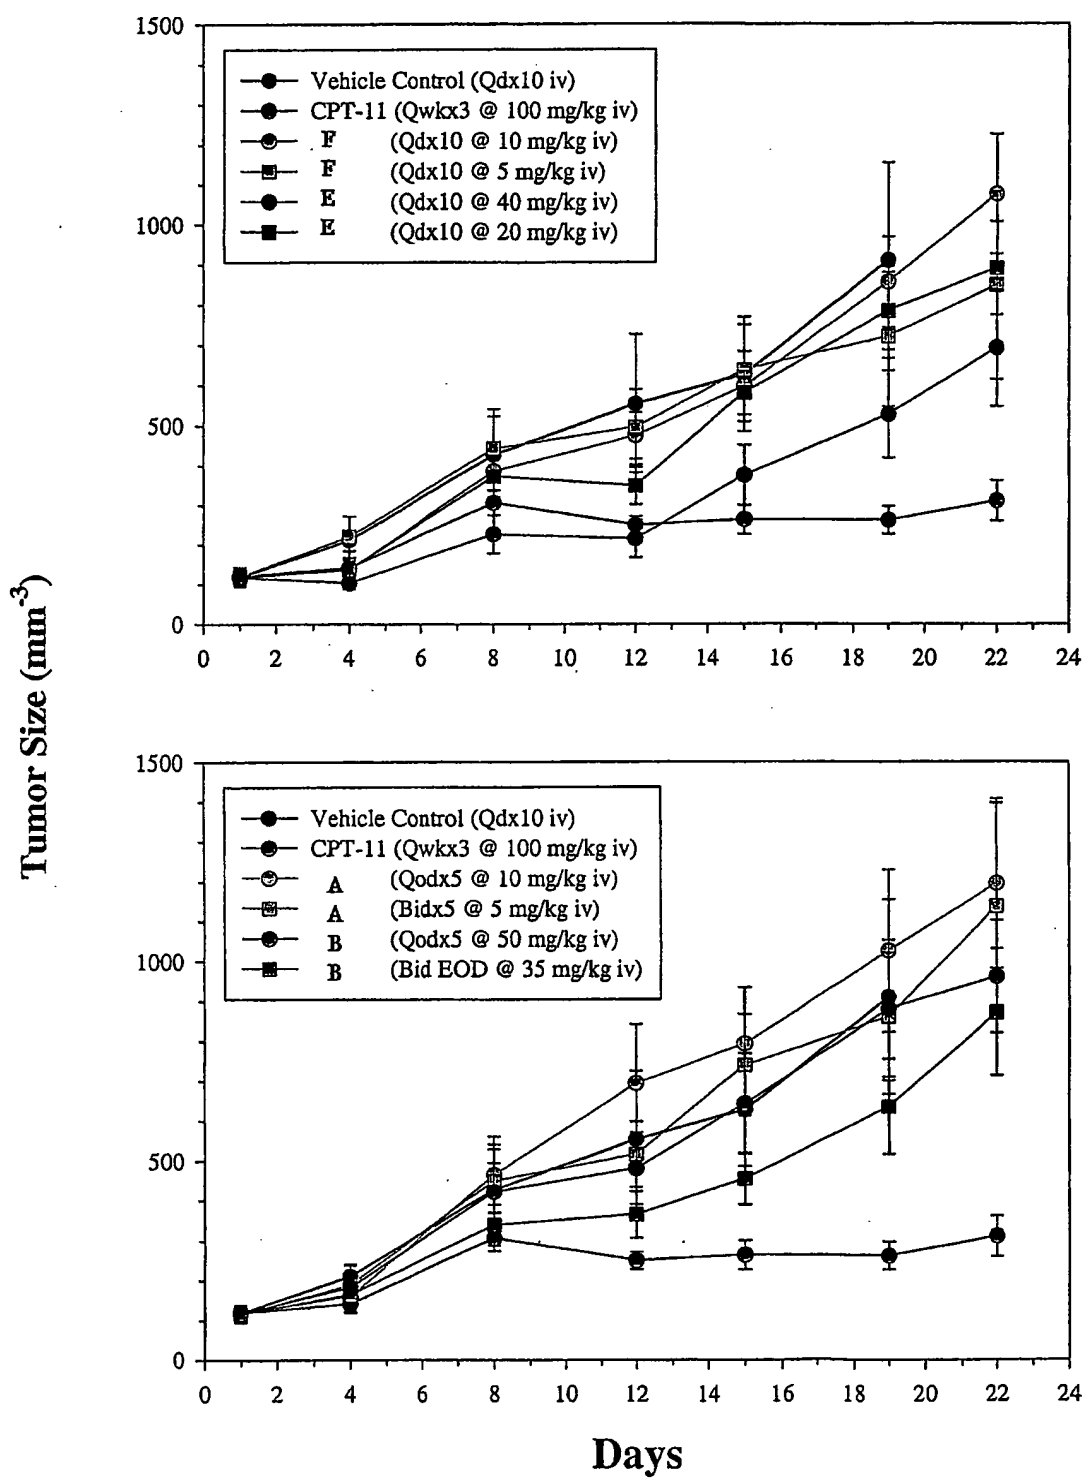 1500
Vehicle Control (Qdx10 iv)
CPT-11 (Qwkx3 @ 100 mg/kg iv)
F (Qdx10 @ 10 mg/kg iv)
F (Qdx10 @ 5 mg/kg iv)
E (Qdx10 @ 40 mg/kg iv)
E (Qdx10 @ 20 mg/kg iv)
1000
500
0
0 2 4 6 8 10 12 14 16 18 20 22 24
Tumor Size (mm-3)
1500
Vehicle Control (Qdx10 iv)
CPT-11 (Qwkx3 @ 100 mg/kg iv)
A (Qodx5 @ 10 mg/kg iv)
A (Bidx5 @ 5 mg/kg iv)
B (Qodx5 @ 50 mg/kg iv)
B (Bid EOD @ 35 mg/kg iv)
1000
500
0
0 2 4 6 8 10 12 14 16 18 20 22 24
Days